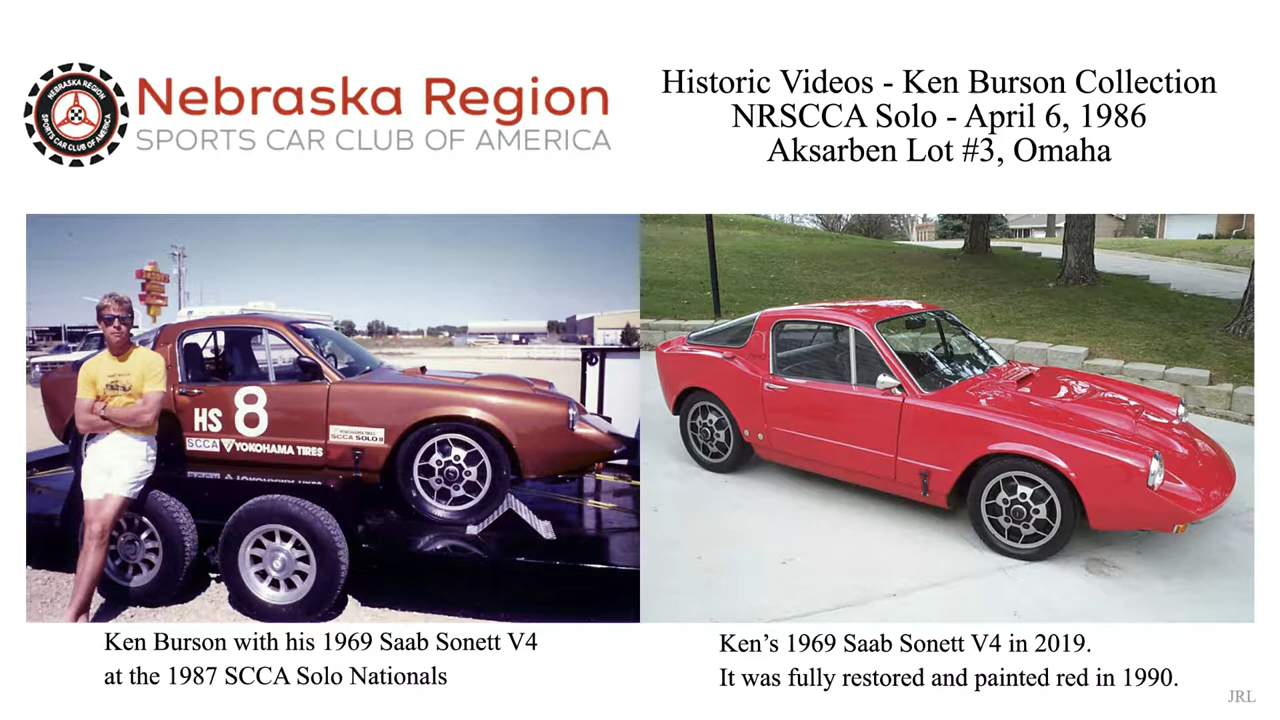 NEBRASKA REGION
SPORTS CAR CLUB OF AMERICA
Nebraska Region
SPORTS CAR CLUB OF AMERICA
Historic Videos - Ken Burson Collection
NRSCCA Solo - April 6, 1986
Aksarben Lot #3, Omaha
HS 8
SCCA YOKOHAMA TIRES
YOKOHAMA TIRES
SCCA SOLO II
Ken Burson with his 1969 Saab Sonett V4
at the 1987 SCCA Solo Nationals
Ken’s 1969 Saab Sonett V4 in 2019.
It was fully restored and painted red in 1990.
JRL